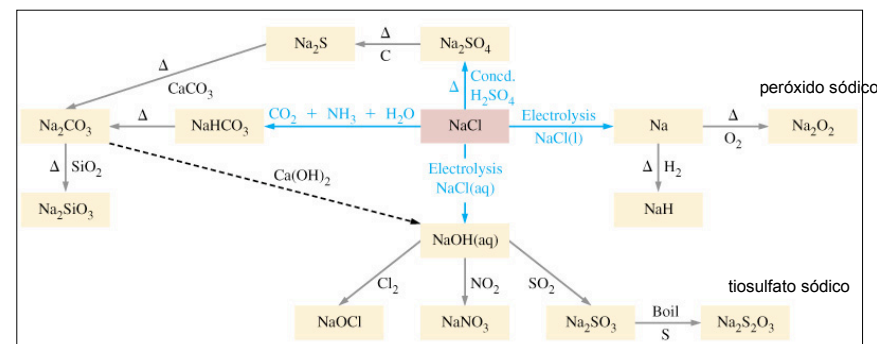 Na₂S
Δ
C
Na₂SO₄
Δ
CaCO₃
Δ
Concd.
H₂SO₄
peróxido sódico
Na₂CO₃
Δ
NaHCO₃
CO₂ + NH₃ + H₂O
NaCl
Electrolysis
NaCl(l)
Na
Δ
O₂
Na₂O₂
Δ SiO₂
Ca(OH)₂
Electrolysis
NaCl(aq)
Δ H₂
Na₂SiO₃
NaH
NaOH(aq)
Cl₂
NO₂
SO₂
tiosulfato sódico
NaOCl
NaNO₃
Na₂SO₃
Boil
S
Na₂S₂O₃